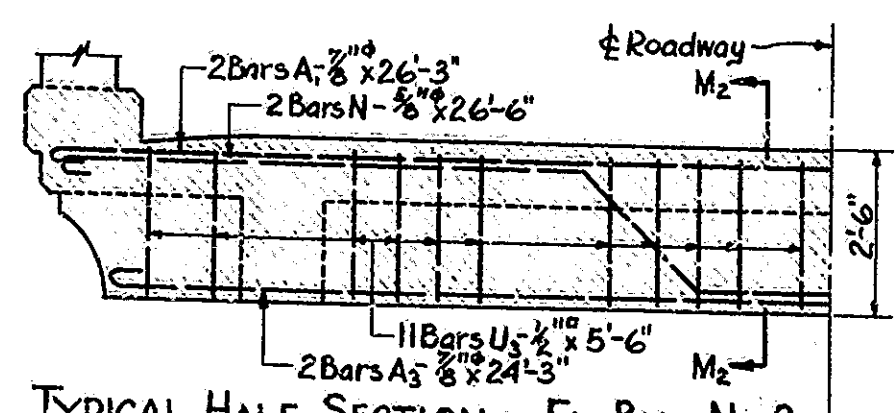 ℄ Roadway
2 Bars A₁-⅞"ᶲ x 26'-3"
M₂
2 Bars N-⅝"ᶲ x 26'-6"
2'-6"
11 Bars U₃-½"□ x 5'-6"
2 Bars A₃-⅞"ᶲ x 24'-3"
M₂
TYPICAL HALF SECTION